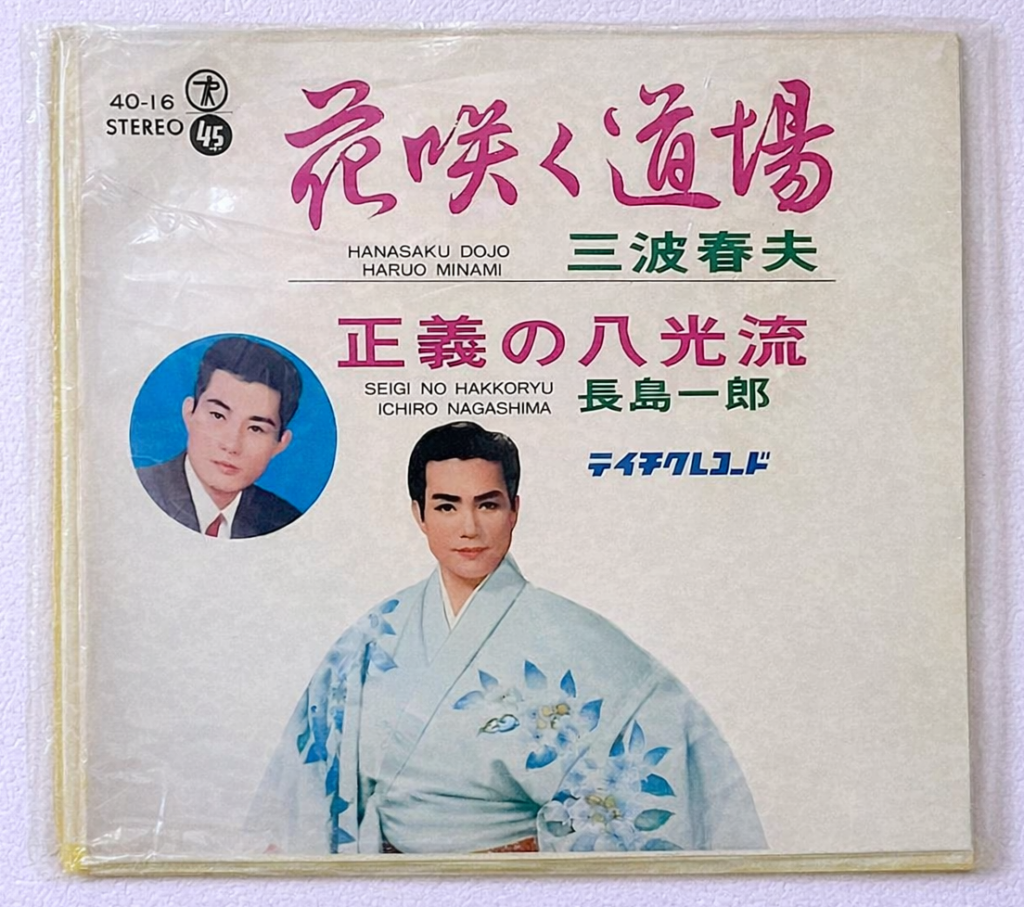 40-16
STEREO 45
花咲く道場
HANASAKU DOJO
HARUO MINAMI
三波春夫
正義の八光流
SEIGI NO HAKKORYU
ICHIRO NAGASHIMA
長島一郎
テイチクレコード